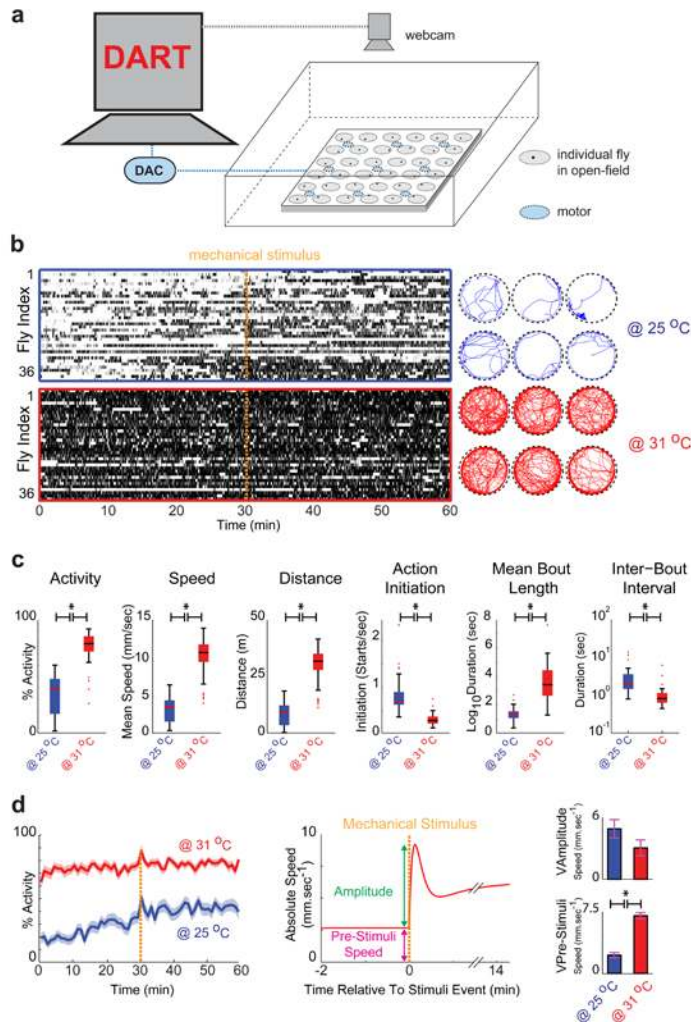 a
DART
webcam
DAC
individual fly
in open-field
motor
b
mechanical stimulus
Fly Index
1
36
Fly Index
1
36
0 10 20 30 40 50 60
Time (min)
@ 25 °C
@ 31 °C
c
Activity
% Activity
100
0
*
@ 25 °C
@ 31 °C
Speed
Mean Speed (mm/sec)
15
10
5
0
*
@ 25 °C
@ 31 °C
Distance
Distance (m)
50
25
0
*
@ 25 °C
@ 31 °C
Action
Initiation
Initiation (Starts/sec)
2
1
0
*
@ 25 °C
@ 31 °C
Mean Bout
Length
Log10 Duration (sec)
8
6
4
2
0
*
@ 25 °C
@ 31 °C
Inter-Bout
Interval
Duration (sec)
10²
10¹
10⁰
10⁻¹
*
@ 25 °C
@ 31 °C
d
% Activity
100
0
@ 31 °C
@ 25 °C
0 10 20 30 40 50 60
Time (min)
Mechanical Stimulus
Absolute Speed
(mm.sec⁻¹)
10
0
Amplitude
Pre-Stimuli
Speed
-2 0 14
Time Relative To Stimuli Event (min)
VAmplitude
Speed (mm.sec⁻¹)
6
0
VPre-Stimuli
Speed (mm.sec⁻¹)
7.5
0
*
@ 25 °C
@ 31 °C